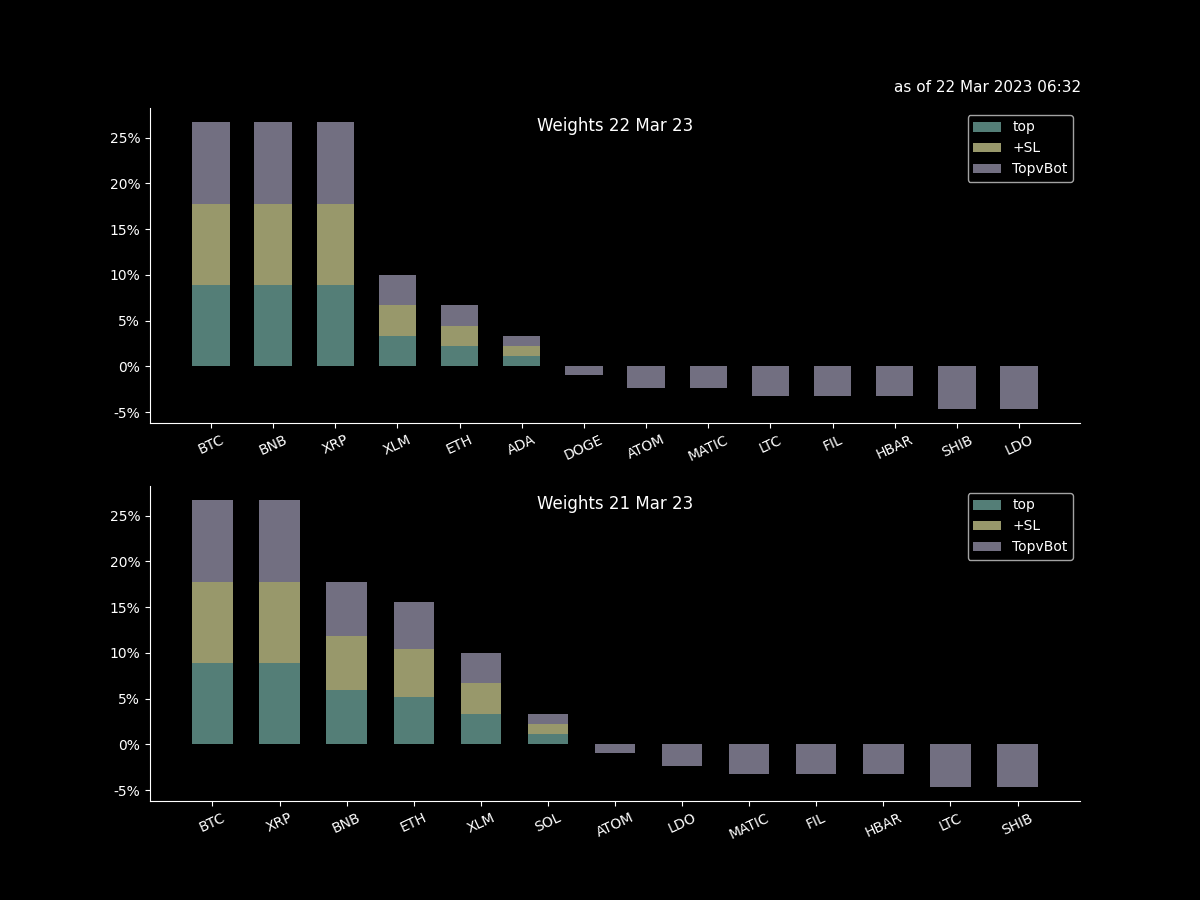 as of 22 Mar 2023 06:32
Weights 22 Mar 23
top
+SL
TopvBot
25%
20%
15%
10%
5%
0%
-5%
BTC BNB XRP XLM ETH ADA DOGE ATOM MATIC LTC FIL HBAR SHIB LDO
Weights 21 Mar 23
top
+SL
TopvBot
25%
20%
15%
10%
5%
0%
-5%
BTC XRP BNB ETH XLM SOL ATOM LDO MATIC FIL HBAR LTC SHIB